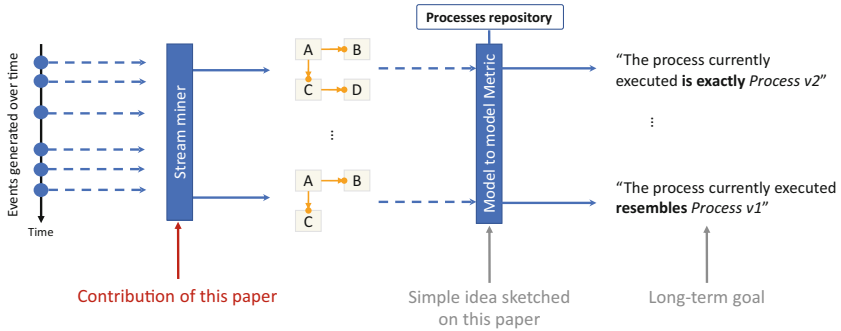 Processes repository
Events generated over time
Time
Stream miner
A
B
C
D
...
A
B
C
Model to model Metric
“The process currently
executed is exactly Process v2”
...
“The process currently executed
resembles Process v1”
Contribution of this paper
Simple idea sketched
on this paper
Long-term goal